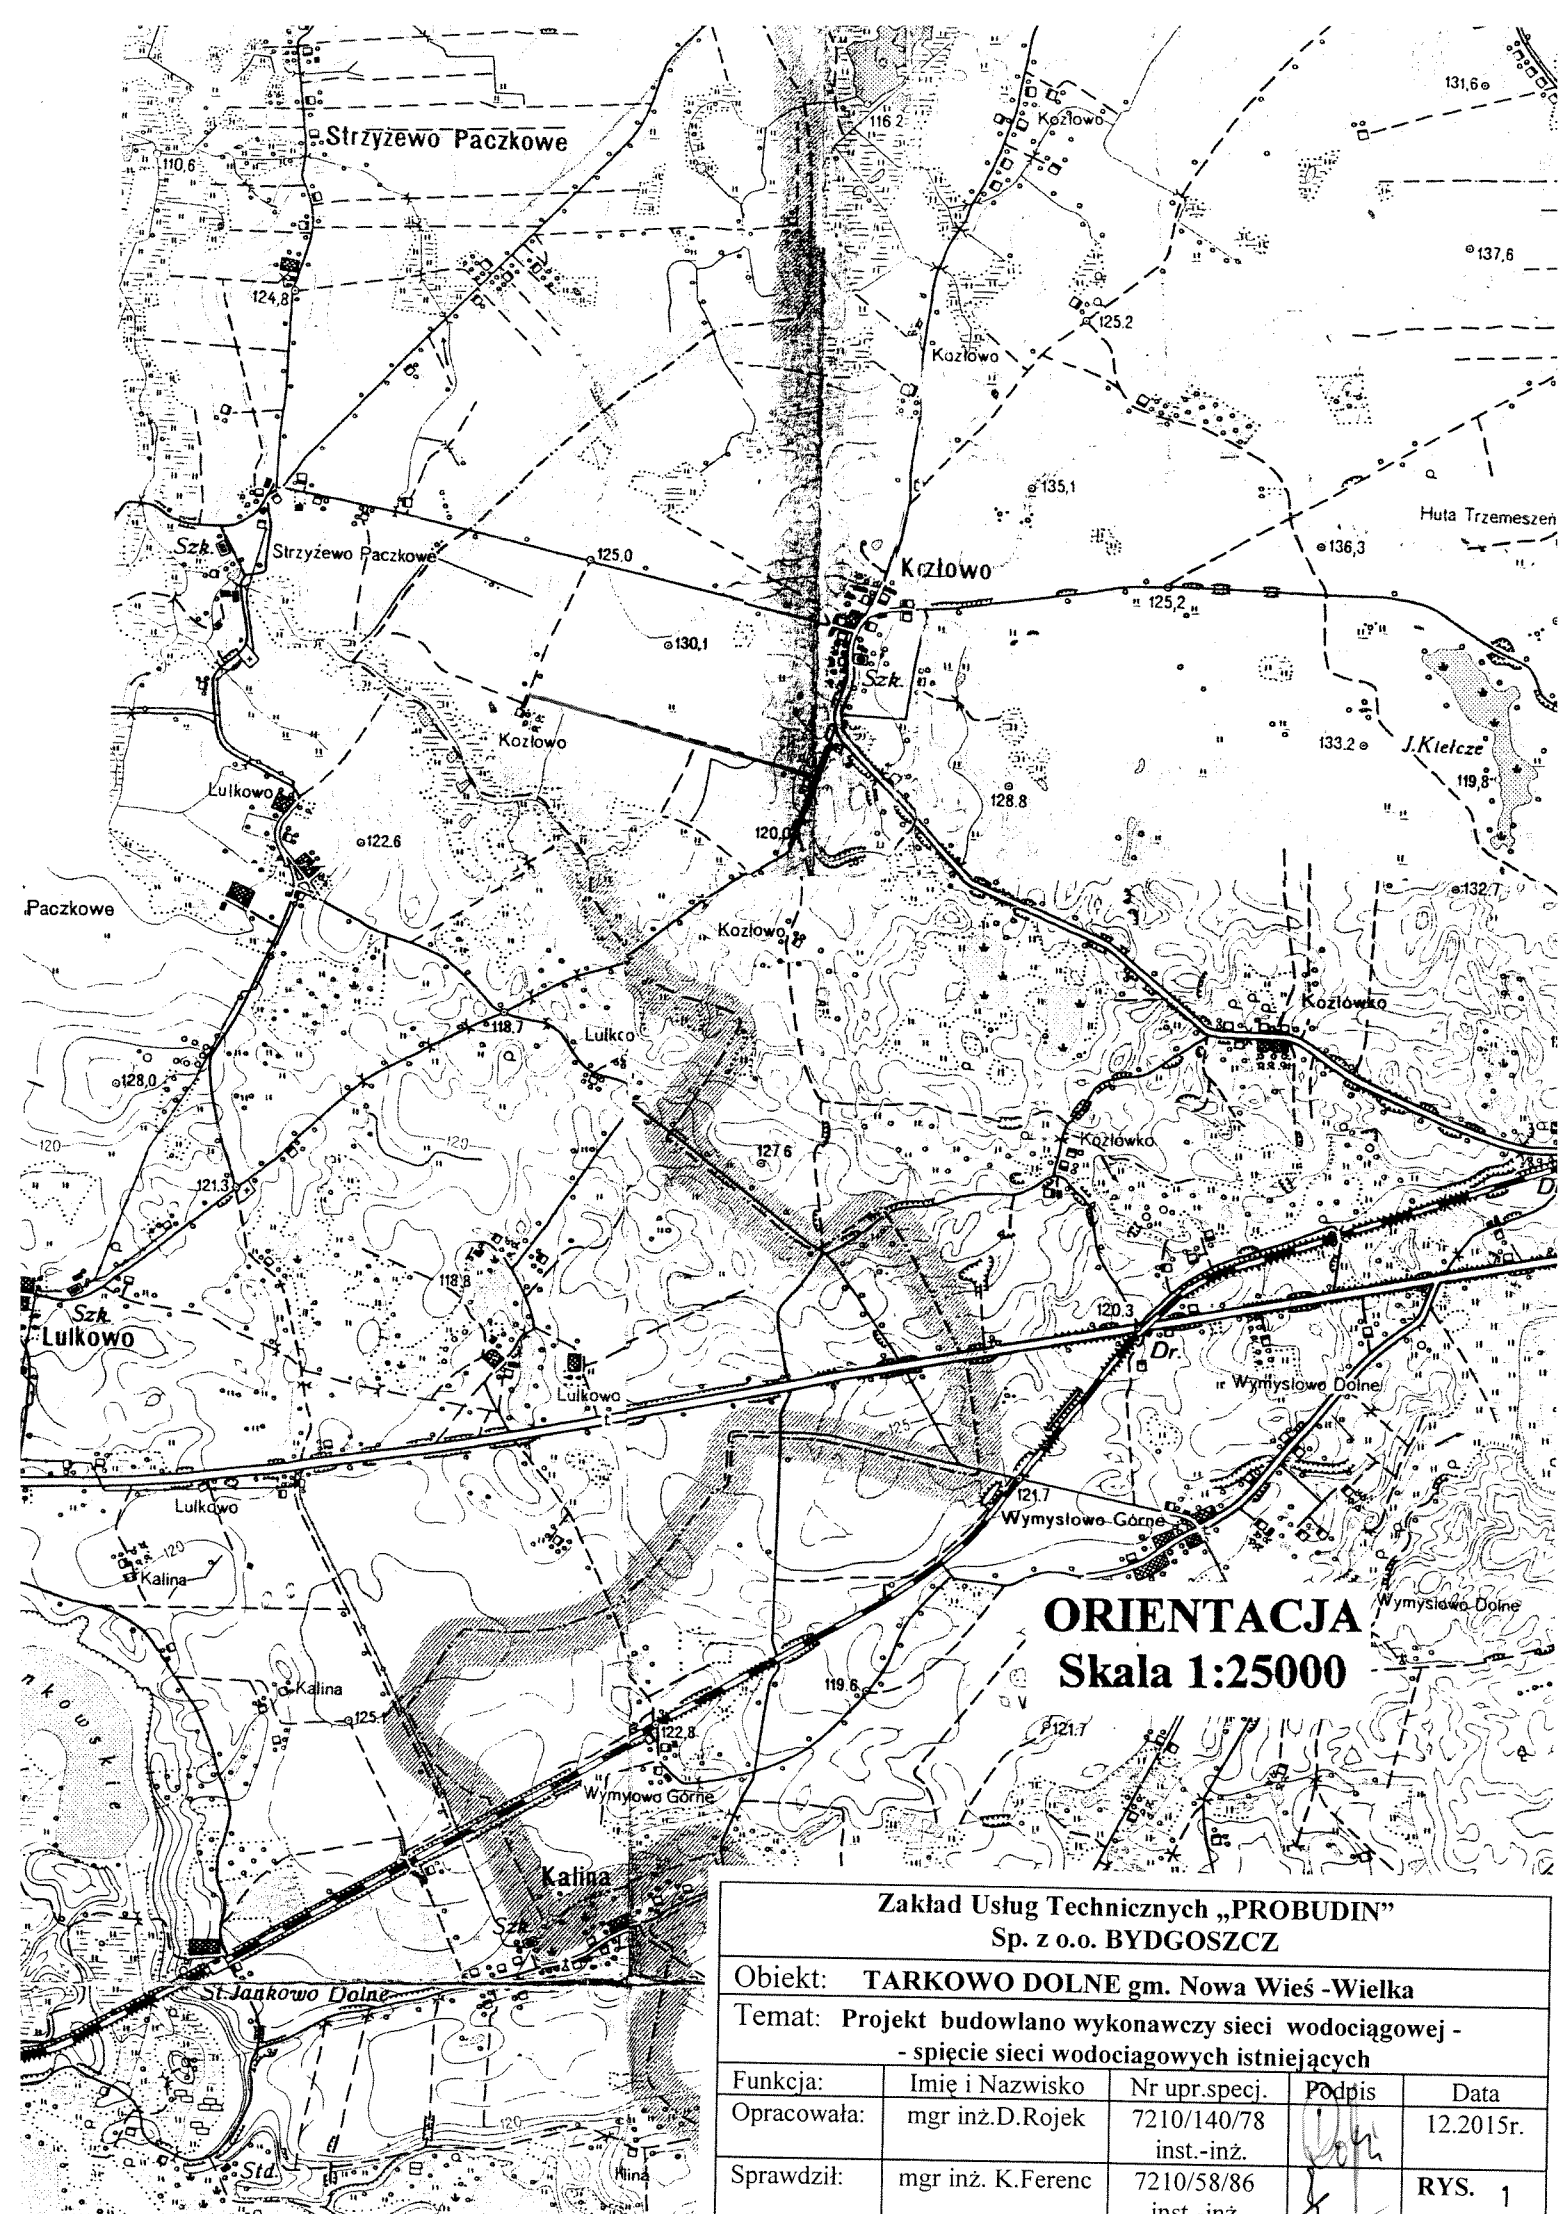 131,6
116 2
Kozłowo
Strzyżewo Paczkowe
110,6
137,6
124,8
125.2
Kozłowo
135,1
Huta Trzemeszeń
Szk.
Strzyżewo Paczkowe
125,0
136,3
Kozłowo
125,2
130,1
Szk.
Kozłowo
133.2
J.Kiełcze
119,8
Lulkowo
128.8
120.0
122.6
132.7
Paczkowe
Kozłowo
Kozłówko
118,7
Lulkco
128,0
120
120
127.6
Kozłówko
121.3
D
118,8
Szk.
Lulkowo
120.3
Dr.
Lulkowo
Wymysłowo Dolne
125
Lulkowo
121.7
Wymysłowo Górne
120
Kalina
ORIENTACJA
Wymysłowo Dolne
Skala 1:25000
nkowskie
Kalina
119.6
125.1
122,8
121.7
Wymyłowo Górne
Kalina
Szk.
St.Jankowo Dolne
120
Std.
Klina
Zakład Usług Technicznych „PROBUDIN”
Sp. z o.o. BYDGOSZCZ
Obiekt: TARKOWO DOLNE gm. Nowa Wieś -Wielka
Temat: Projekt budowlano wykonawczy sieci wodociągowej -
- spięcie sieci wodociagowych istniejących
Funkcja: Imię i Nazwisko Nr upr.specj. Podpis Data
Opracowała: mgr inż.D.Rojek 7210/140/78 12.2015r.
inst.-inż.
Sprawdził: mgr inż. K.Ferenc 7210/58/86 RYS. 1
inst.-inż.